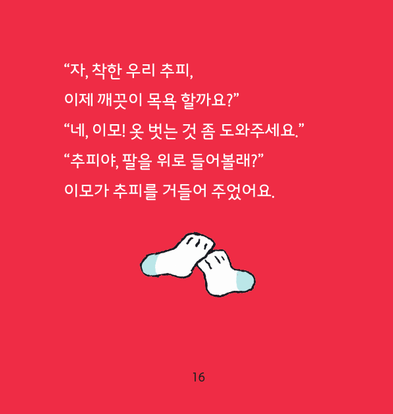 “자, 착한 우리 추피,
이제 깨끗이 목욕 할까요?”
“네, 이모! 옷 벗는 것 좀 도와주세요.”
“추피야, 팔을 위로 들어볼래?”
이모가 추피를 거들어 주었어요.
16